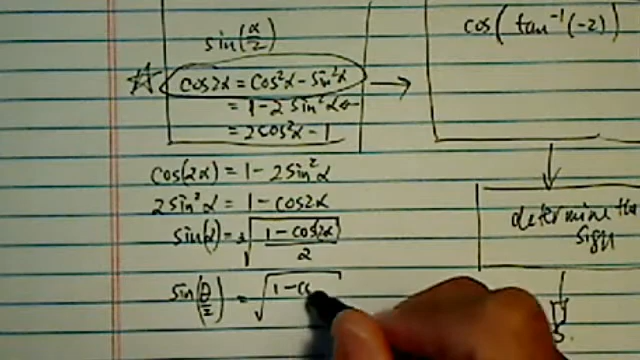 sin(α/2)
cos(tan⁻¹(-2)
☆ cos2α = cos²α - sin²α →
= 1 - 2 sin²α ←
= 2cos²α - 1
cos(2α) = 1 - 2sin²α
2sin²α = 1 - cos2α
sin(α) = ±√((1 - cos(2α))/2)
sin(θ/2) = √(1 - co
determine the
sign